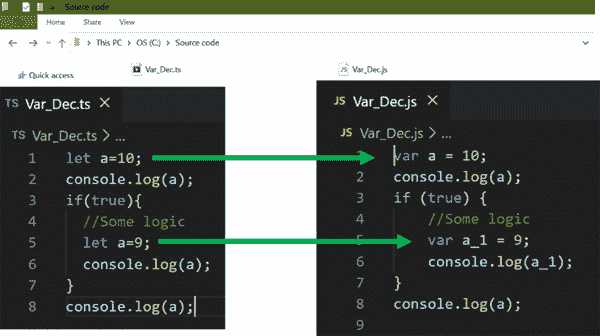 Source code
Home Share View
This PC > OS (C:) > Source code
Quick access
Var_Dec.ts
Var_Dec.js
TS Var_Dec.ts ×
TS Var_Dec.ts > ...
1 let a=10;
2 console.log(a);
3 if(true){
4 //Some logic
5 let a=9;
6 console.log(a);
7 }
8 console.log(a);
JS Var_Dec.js ×
JS Var_Dec.js > ...
1 var a = 10;
2 console.log(a);
3 if (true) {
4 //Some logic
5 var a_1 = 9;
6 console.log(a_1);
7 }
8 console.log(a);
9